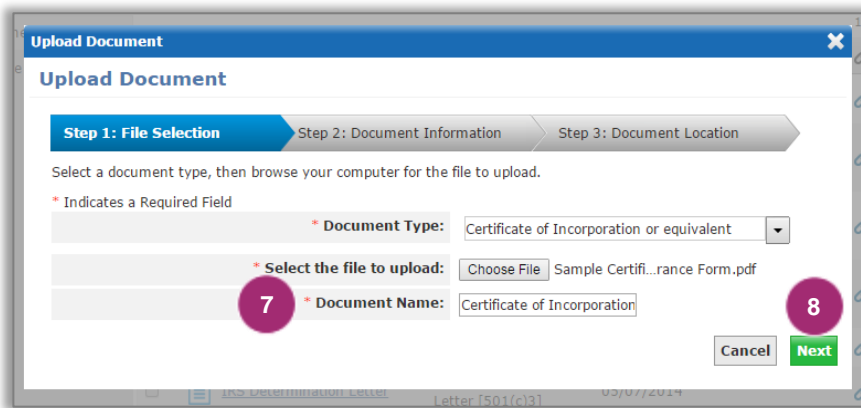 Upload Document
Upload Document
Step 1: File Selection
Step 2: Document Information
Step 3: Document Location
Select a document type, then browse your computer for the file to upload.
* Indicates a Required Field
* Document Type: Certificate of Incorporation or equivalent
* Select the file to upload: Choose File Sample Certifi...rance Form.pdf
7 * Document Name: Certificate of Incorporation 8
Cancel Next
IRS Determination Letter
Letter [501(c)3]
05/07/2014